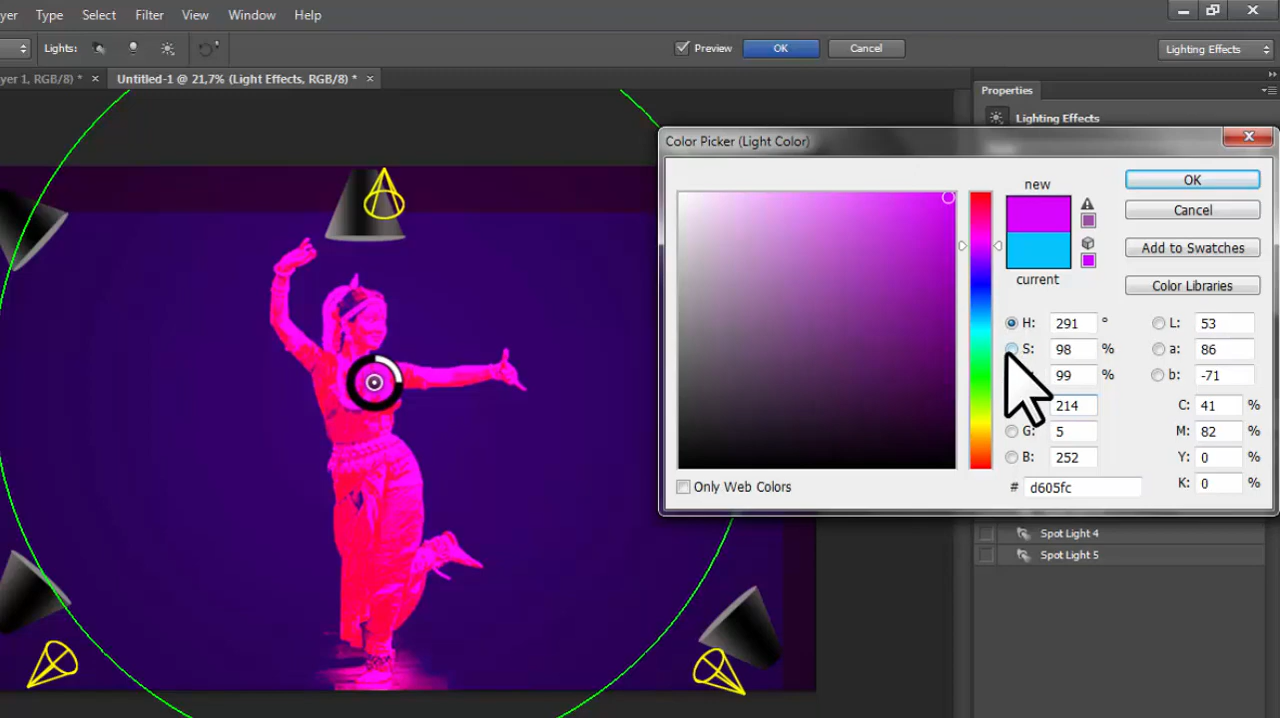 yer Type Select Filter View Window Help
Lights: Preview OK Cancel Lighting Effects
yer 1, RGB/8) * × Untitled-1 @ 21,7% (Light Effects, RGB/8) * ×
Properties
Lighting Effects
Color Picker (Light Color)
new
OK
Cancel
Add to Swatches
current
Color Libraries
H: 291 ° L: 53
S: 98 % a: 86
99 % b: -71
214 C: 41 %
G: 5 M: 82 %
B: 252 Y: 0 %
# d605fc K: 0 %
Only Web Colors
Spot Light 4
Spot Light 5